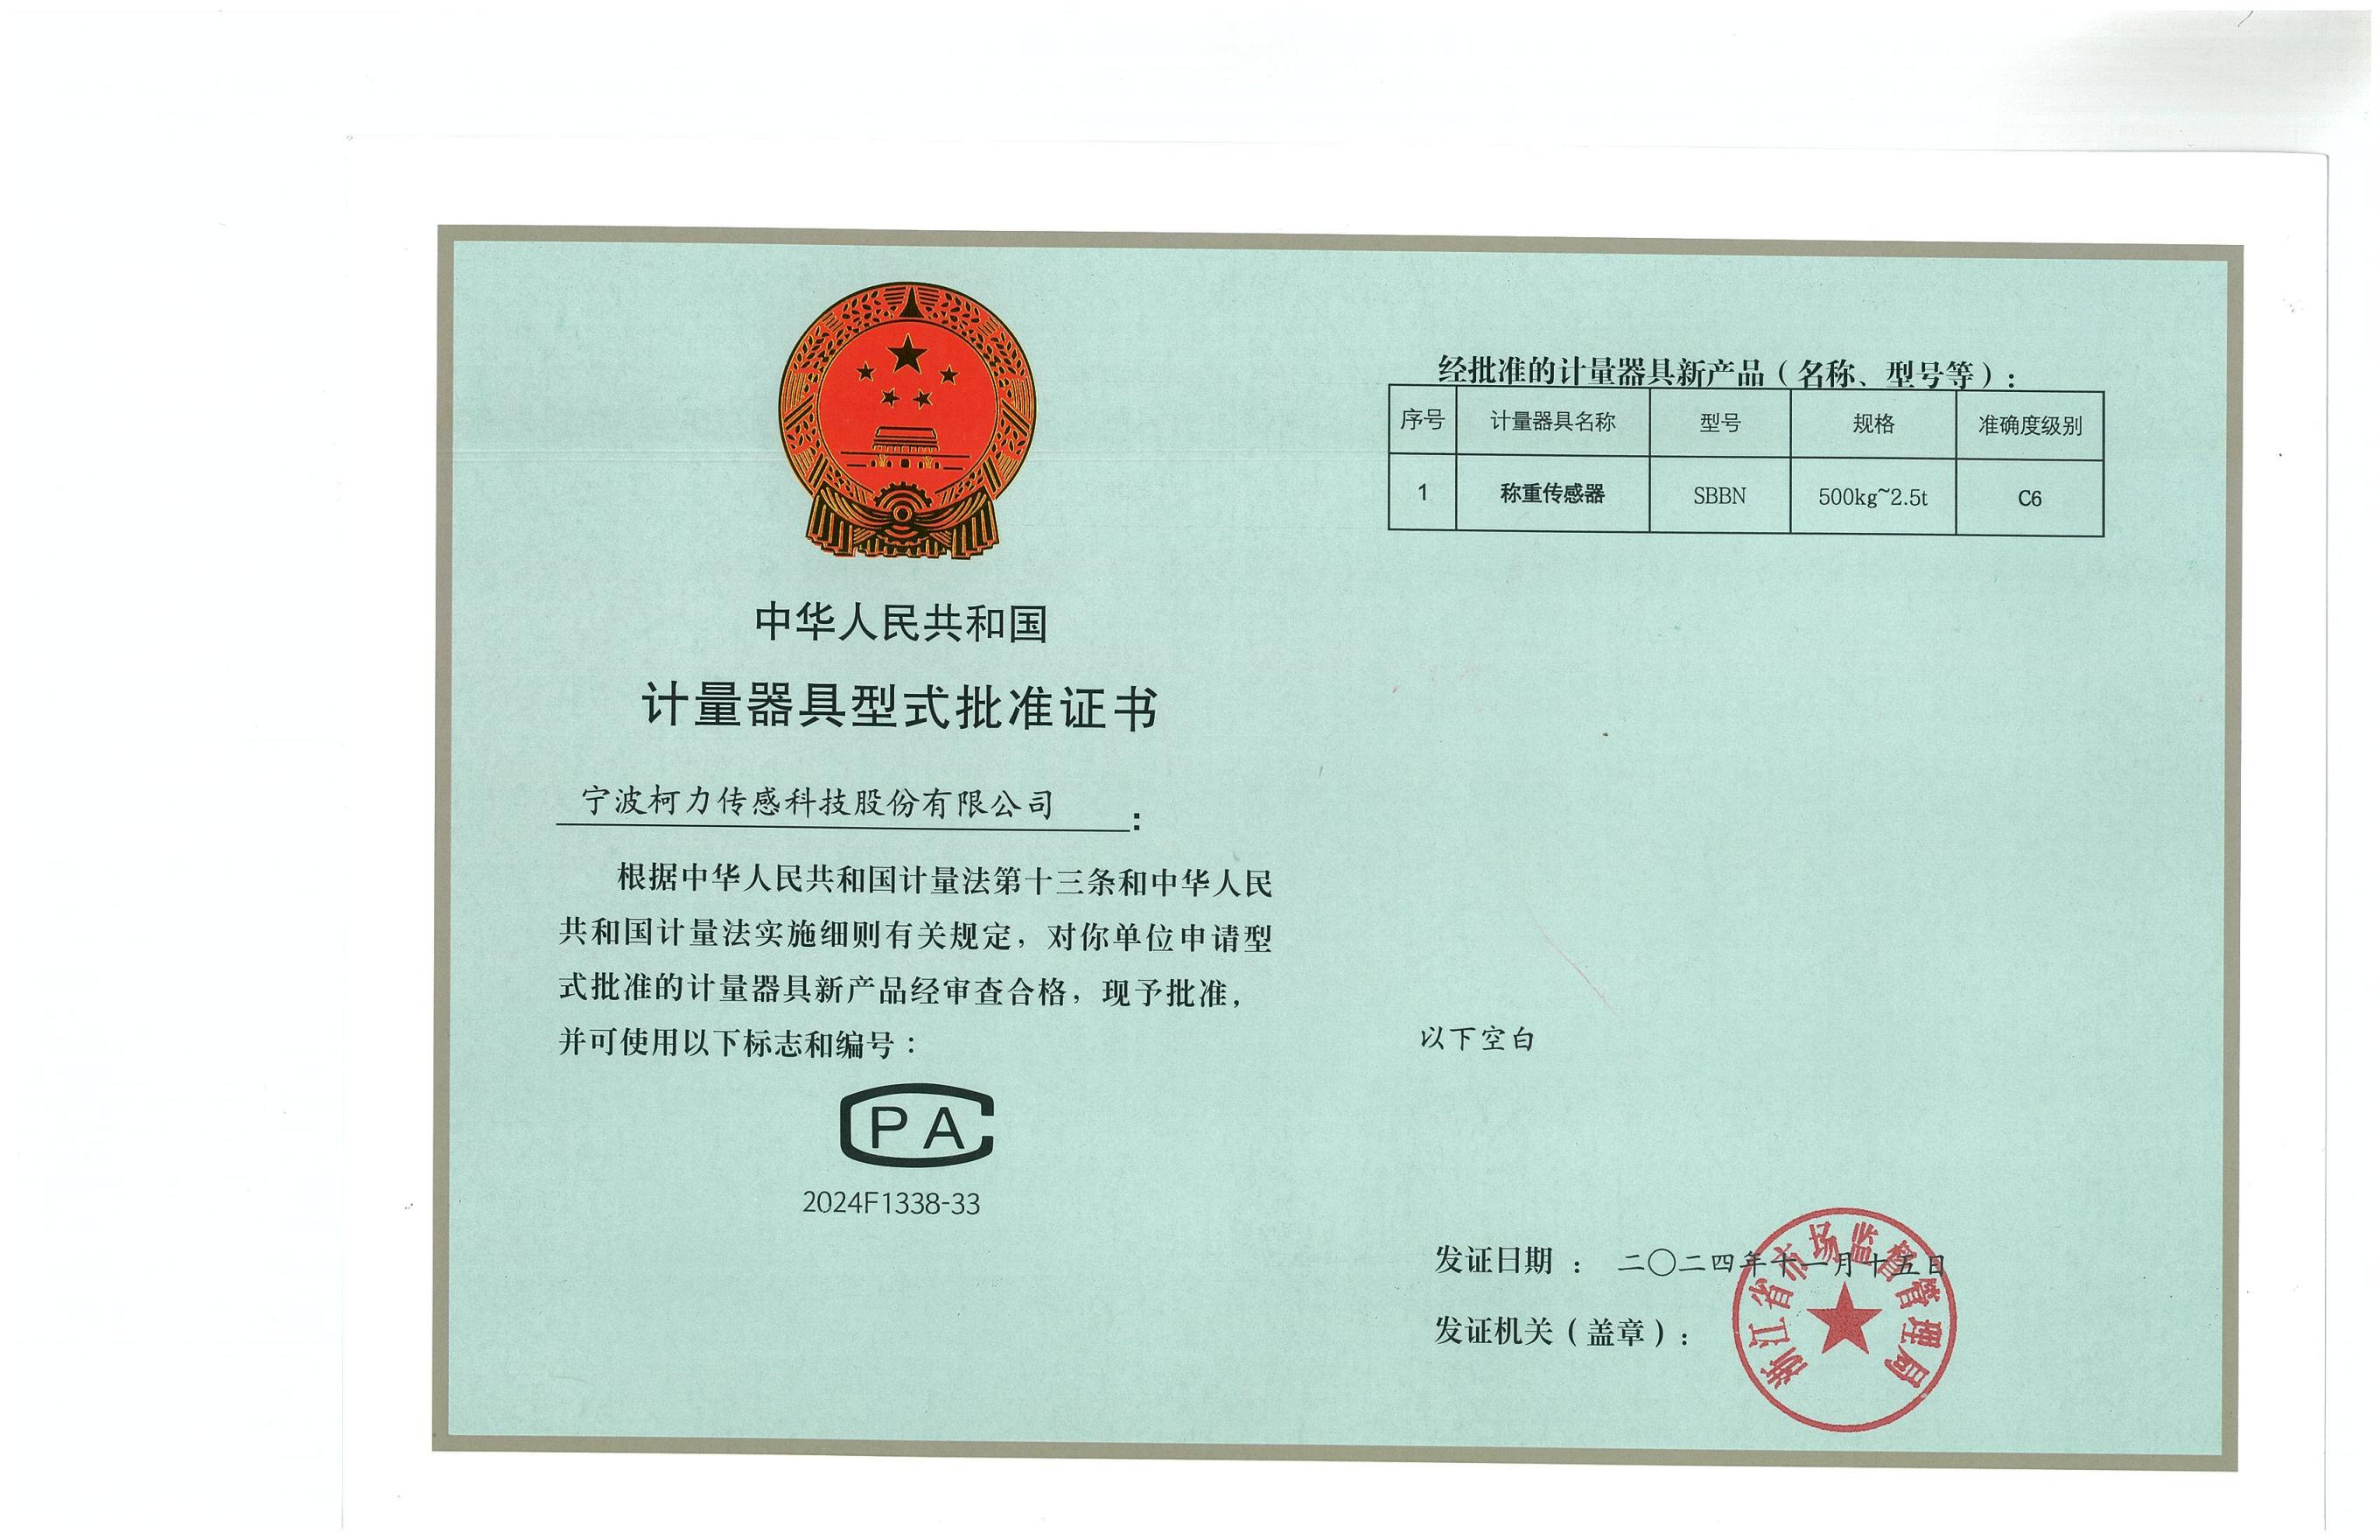 中华人民共和国
计量器具型式批准证书
宁波柯力传感科技股份有限公司：
根据中华人民共和国计量法第十三条和中华人民
共和国计量法实施细则有关规定，对你单位申请型
式批准的计量器具新产品经审查合格，现予批准，
并可使用以下标志和编号：
CPA
2024F1338-33
经批准的计量器具新产品（名称、型号等）：
序号 计量器具名称 型号 规格 准确度级别
1 称重传感器 SBBN 500kg~2.5t C6
以下空白
发证日期： 二〇二四年十一月十五日
发证机关（盖章）：
浙江省市场监督管理局